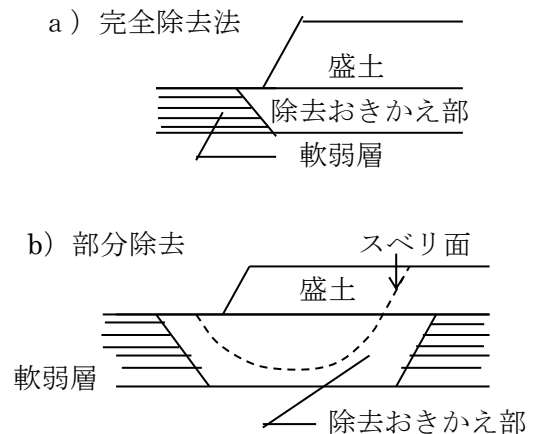 a）完全除去法
盛土
除去おきかえ部
軟弱層
b）部分除去
スベリ面
盛土
軟弱層
除去おきかえ部